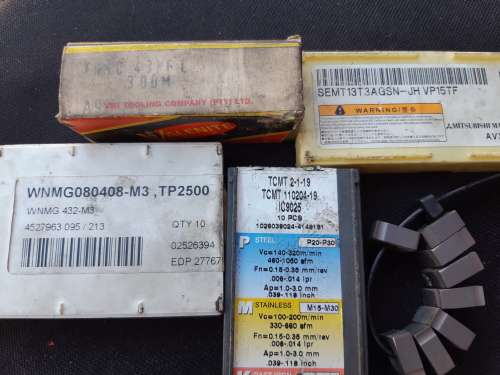 300M
TOOLING COMPANY (PTY) LTD.
SEMT13T3AGSN-JH VP15TF
WARNING
MITSUBISHI
WNMG080408-M3 ,TP2500
WNMG 432-M3
4527963 095 / 213
QTY 10
02526394
EDP
TCMT 2-1-19
TCMT 110204-19
IC9025
10 PCS
P STEEL P20-P30
Vc=140-320m/min
460-1050 sfm
Fn=0.15-0.35 mm/rev
.006-.014 ipr
Ap=1.0-3.0 mm
.039-.118 inch
M STAINLESS M15-M30
Vc=100-200m/min
330-660 sfm
Fn=0.15-0.35 mm/rev
.006-.014 ipr
Ap=1.0-3.0 mm
.039-.118 inch